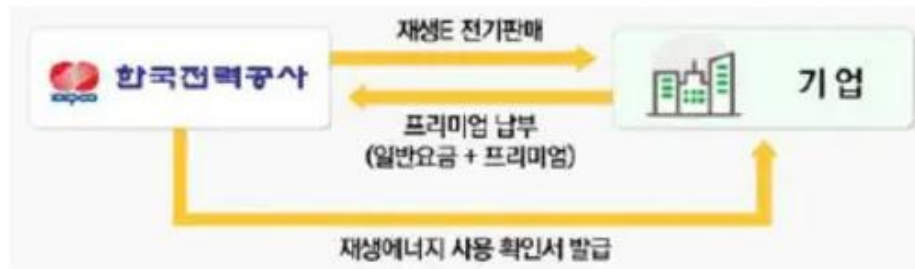 재생E 전기판매
한국전력공사
기업
프리미엄 납부
(일반요금 + 프리미엄)
재생에너지 사용 확인서 발급